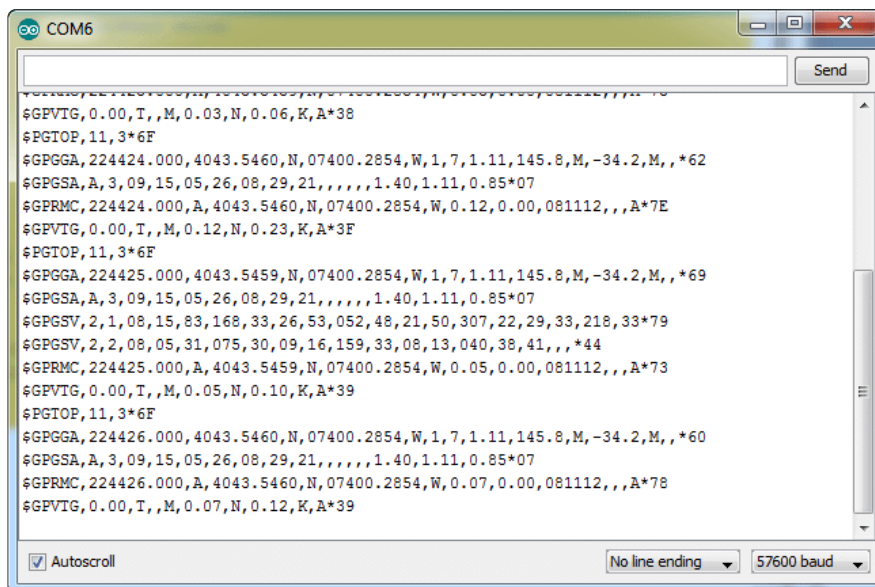 COM6
Send
$GPVTG,0.00,T,,M,0.03,N,0.06,K,A*38
$PGTOP,11,3*6F
$GPGGA,224424.000,4043.5460,N,07400.2854,W,1,7,1.11,145.8,M,-34.2,M,,*62
$GPGSA,A,3,09,15,05,26,08,29,21,,,,,,1.40,1.11,0.85*07
$GPRMC,224424.000,A,4043.5460,N,07400.2854,W,0.12,0.00,081112,,,A*7E
$GPVTG,0.00,T,,M,0.12,N,0.23,K,A*3F
$PGTOP,11,3*6F
$GPGGA,224425.000,4043.5459,N,07400.2854,W,1,7,1.11,145.8,M,-34.2,M,,*69
$GPGSA,A,3,09,15,05,26,08,29,21,,,,,,1.40,1.11,0.85*07
$GPGSV,2,1,08,15,83,168,33,26,53,052,48,21,50,307,22,29,33,218,33*79
$GPGSV,2,2,08,05,31,075,30,09,16,159,33,08,13,040,38,41,,,*44
$GPRMC,224425.000,A,4043.5459,N,07400.2854,W,0.05,0.00,081112,,,A*73
$GPVTG,0.00,T,,M,0.05,N,0.10,K,A*39
$PGTOP,11,3*6F
$GPGGA,224426.000,4043.5460,N,07400.2854,W,1,7,1.11,145.8,M,-34.2,M,,*60
$GPGSA,A,3,09,15,05,26,08,29,21,,,,,,1.40,1.11,0.85*07
$GPRMC,224426.000,A,4043.5460,N,07400.2854,W,0.07,0.00,081112,,,A*78
$GPVTG,0.00,T,,M,0.07,N,0.12,K,A*39
Autoscroll
No line ending
57600 baud